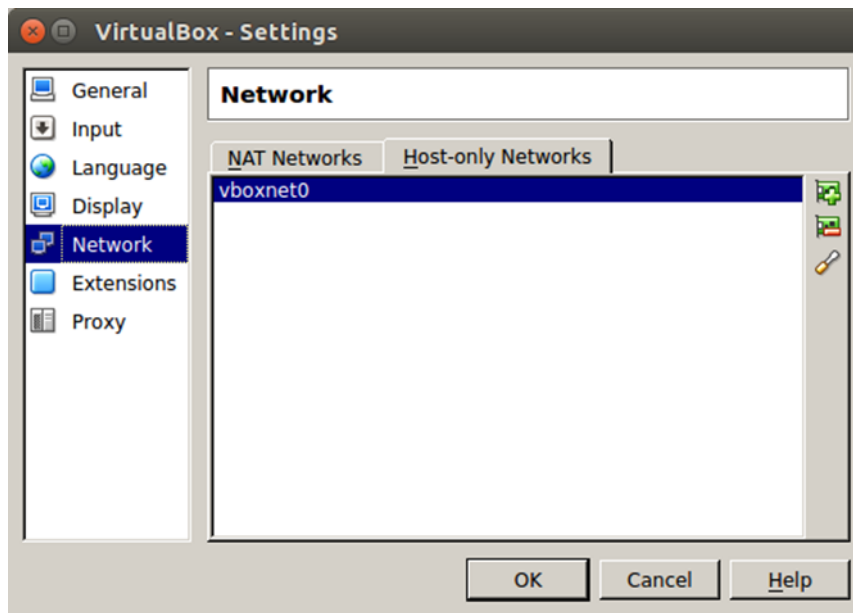 VirtualBox - Settings
General
Input
Language
Display
Network
Extensions
Proxy
Network
NAT Networks
Host-only Networks
vboxnet0
OK
Cancel
Help